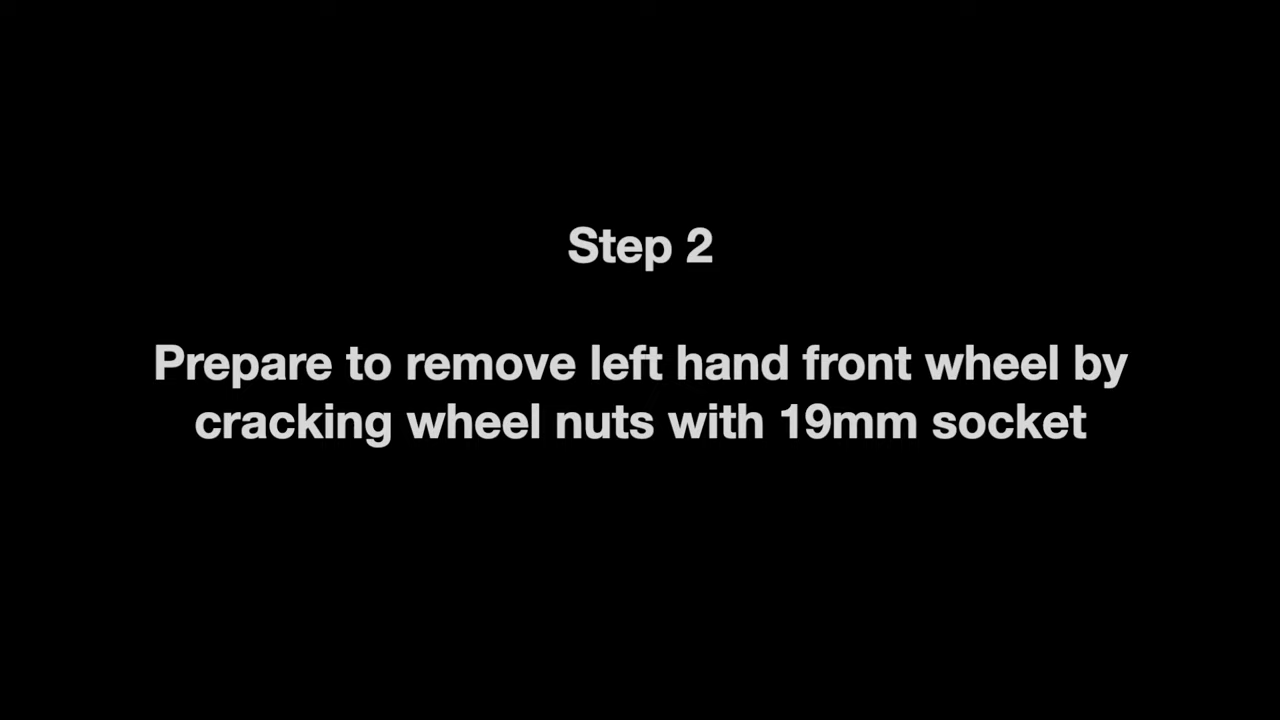 Step 2
Prepare to remove left hand front wheel by
cracking wheel nuts with 19mm socket